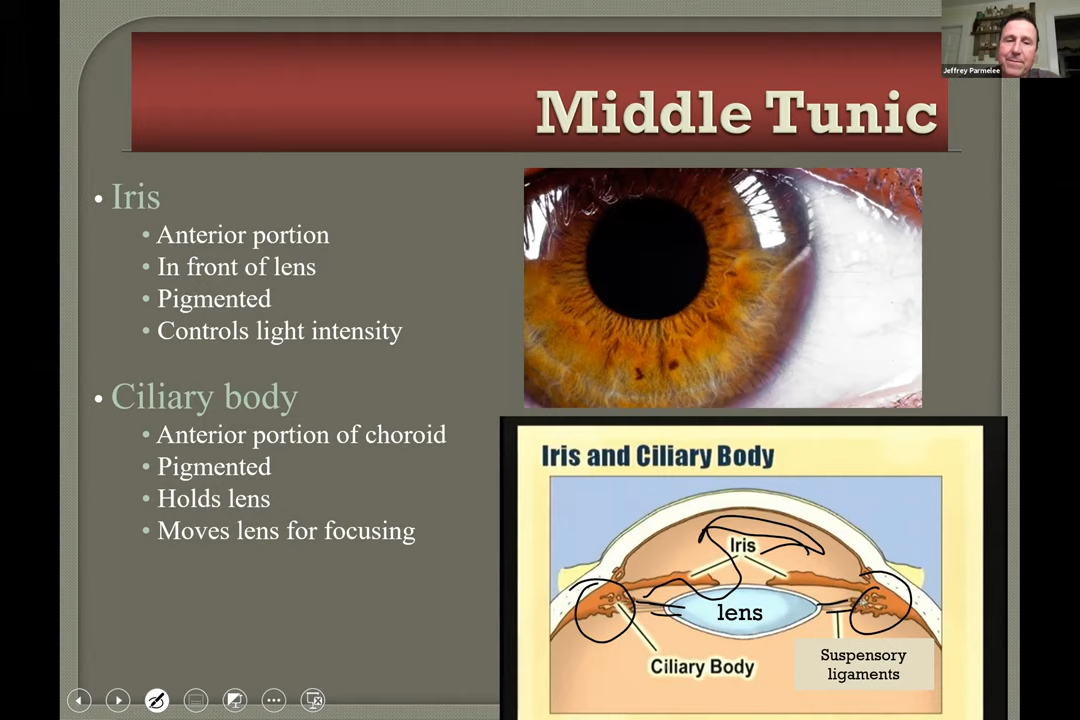 Jeffrey Parmelee
Middle Tunic
• Iris
• Anterior portion
• In front of lens
• Pigmented
• Controls light intensity
• Ciliary body
• Anterior portion of choroid
• Pigmented
• Holds lens
• Moves lens for focusing
Iris and Ciliary Body
Iris
lens
Ciliary Body
Suspensory
ligaments